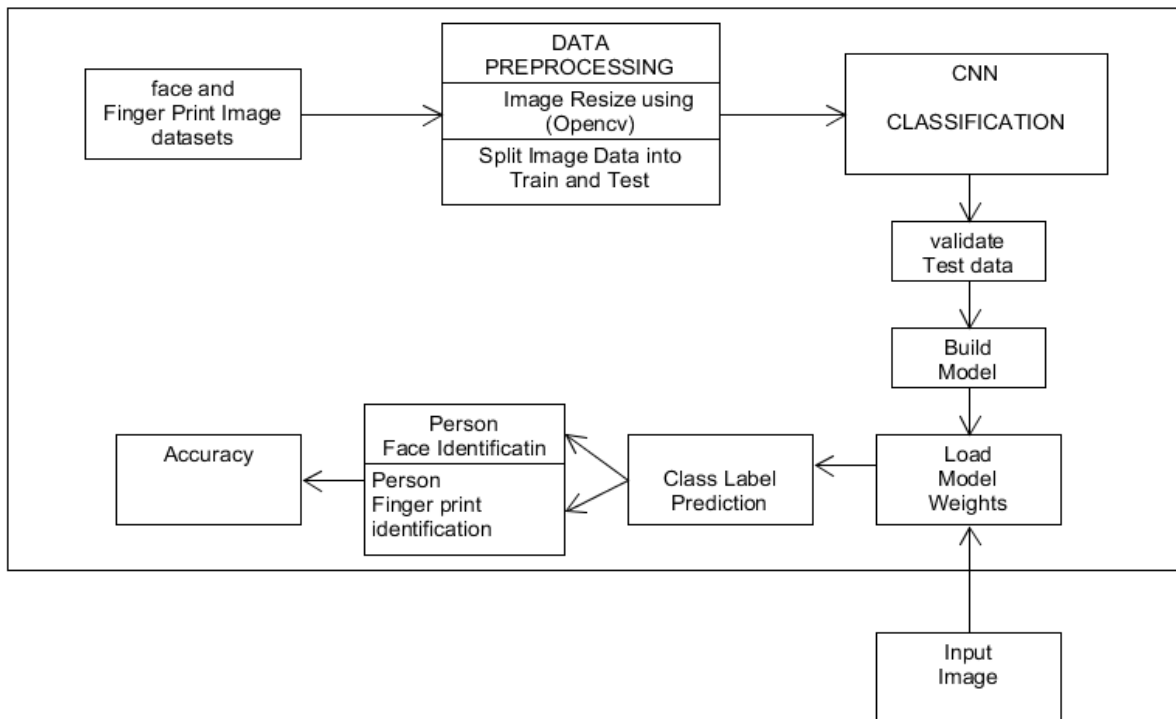 face and
Finger Print Image
datasets
DATA
PREPROCESSING
Image Resize using
(Opencv)
Split Image Data into
Train and Test
CNN
CLASSIFICATION
validate
Test data
Build
Model
Load
Model
Weights
Class Label
Prediction
Person
Face Identificatin
Person
Finger print
identification
Accuracy
Input
Image